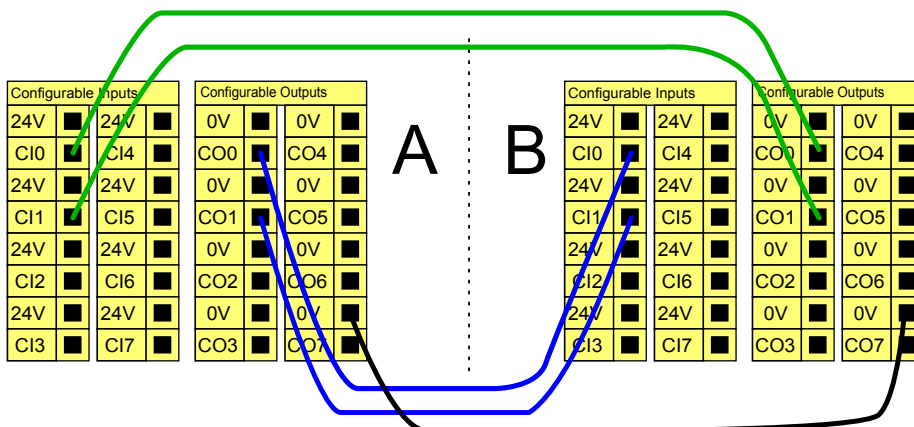 Configurable Inputs
24V 24V
CI0 CI4
24V 24V
CI1 CI5
24V 24V
CI2 CI6
24V 24V
CI3 CI7
Configurable Outputs
0V 0V
CO0 CO4
0V 0V
CO1 CO5
0V 0V
CO2 CO6
0V 0V
CO3 CO7
A
B
Configurable Inputs
24V 24V
CI0 CI4
24V 24V
CI1 CI5
24V 24V
CI2 CI6
24V 24V
CI3 CI7
Configurable Outputs
0V 0V
CO0 CO4
0V 0V
CO1 CO5
0V 0V
CO2 CO6
0V 0V
CO3 CO7